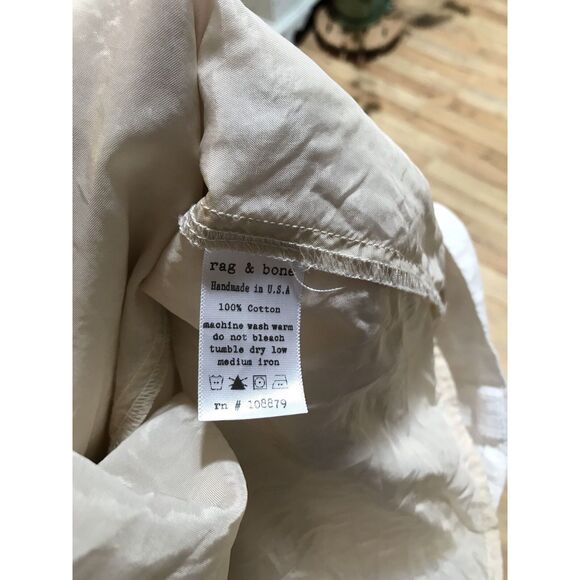 rag & bone
Handmade in U.S.A
100% Cotton
machine wash warm
do not bleach
tumble dry low
medium iron
rn # 108879